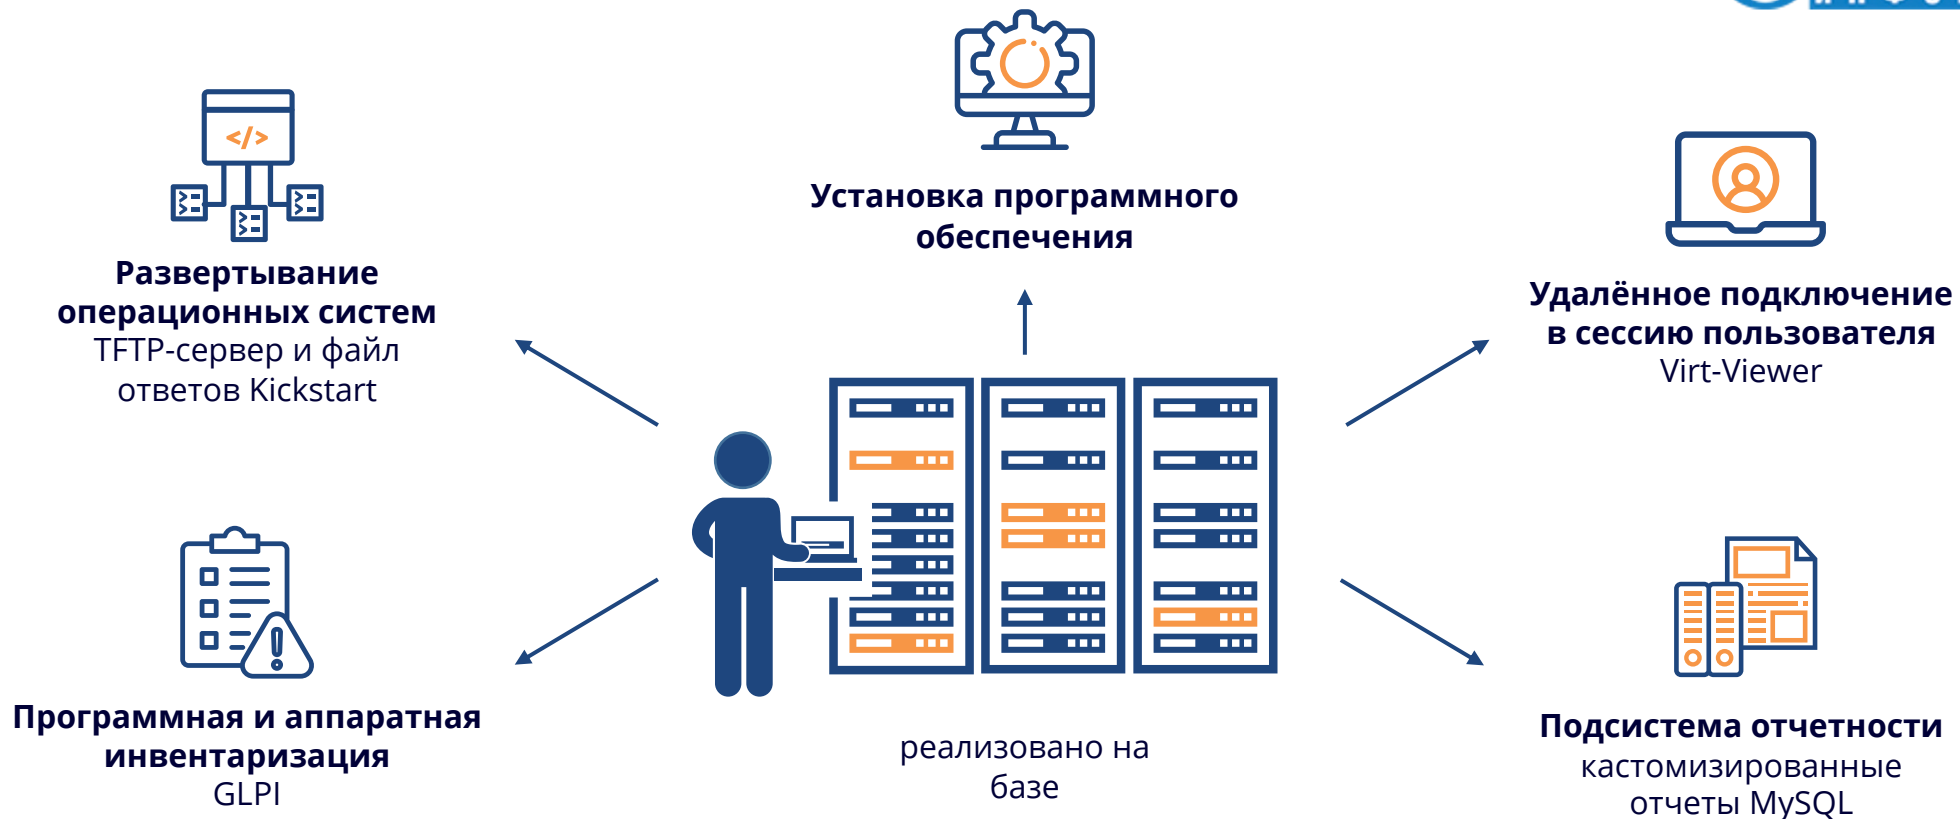 Установка программного
обеспечения
</>
Развертывание
операционных систем
TFTP-сервер и файл
ответов Kickstart
Удалённое подключение
в сессию пользователя
Virt-Viewer
Программная и аппаратная
инвентаризация
GLPI
реализовано на
базе
Подсистема отчетности
кастомизированные
отчеты MySQL